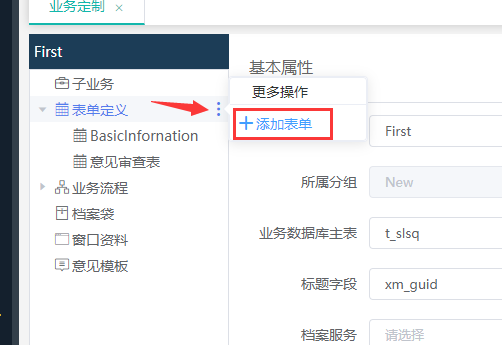 业务定制 ×
First
子业务
表单定义
BasicInfornation
意见审查表
业务流程
档案袋
窗口资料
意见模板
更多操作
+添加表单
基本属性
First
所属分组 New
业务数据库主表 t_slsq
标题字段 xm_guid
档案服务 请选择